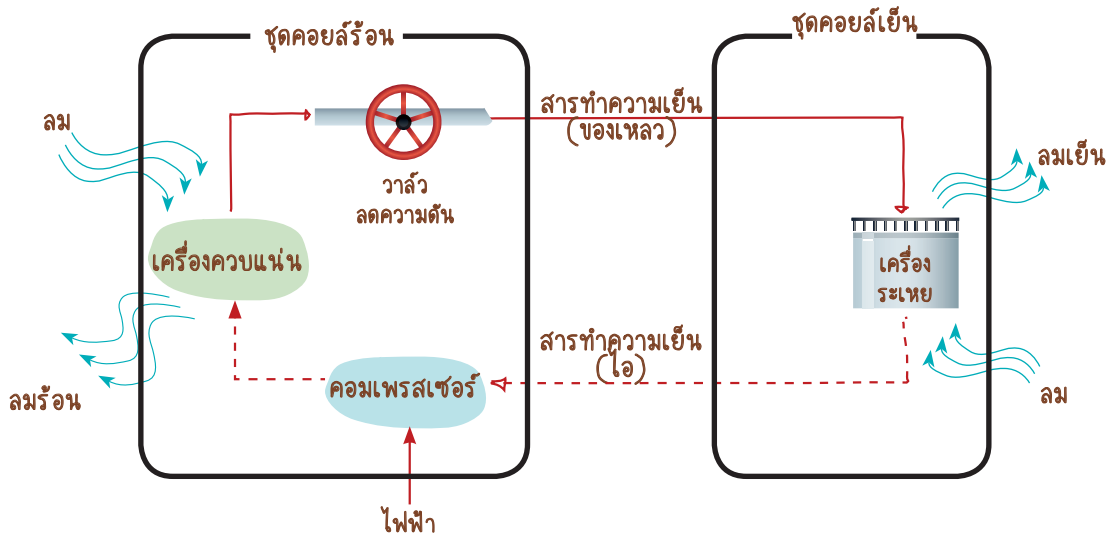 ชุดคอยล์ร้อน
ชุดคอยล์เย็น
ลม
วาล์ว
ลดความดัน
สารทำความเย็น
(ของเหลว)
ลมเย็น
เครื่องควบแน่น
เครื่อง
ระเหย
ลมร้อน
คอมเพรสเซอร์
สารทำความเย็น
(ไอ)
ลม
ไฟฟ้า